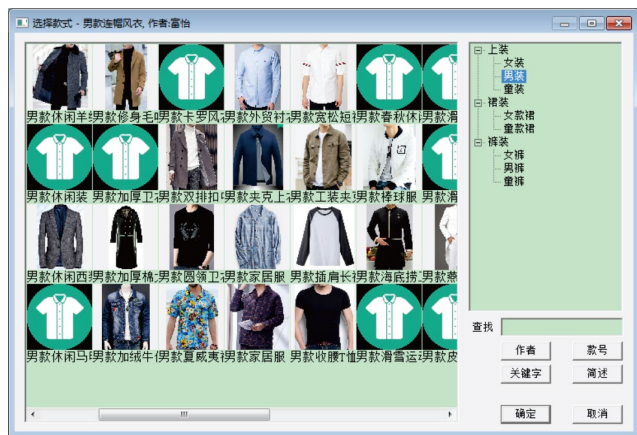 选择款式 - 男款连帽风衣, 作者:富怡
男款休闲羊 男款修身毛 男款卡罗风 男款外贸衬 男款宽松短 男款春秋休 男款滑
男款休闲装 男款加厚卫 男款双排扣 男款夹克上 男款工装夹 男款棒球服 男款滑
男款休闲西 男款加厚棉 男款圆领卫 男款家居服 男款插肩长 男款海底捞 男款燕
男款休闲马 男款加绒牛 男款夏威夷 男款家居服 男款收腰T恤 男款滑雪运 男款皮
上装
女装
男装
童装
裙装
女款裙
童款裙
裤装
女裤
男裤
童裤
查找
作者 款号
关键字 简述
确定 取消